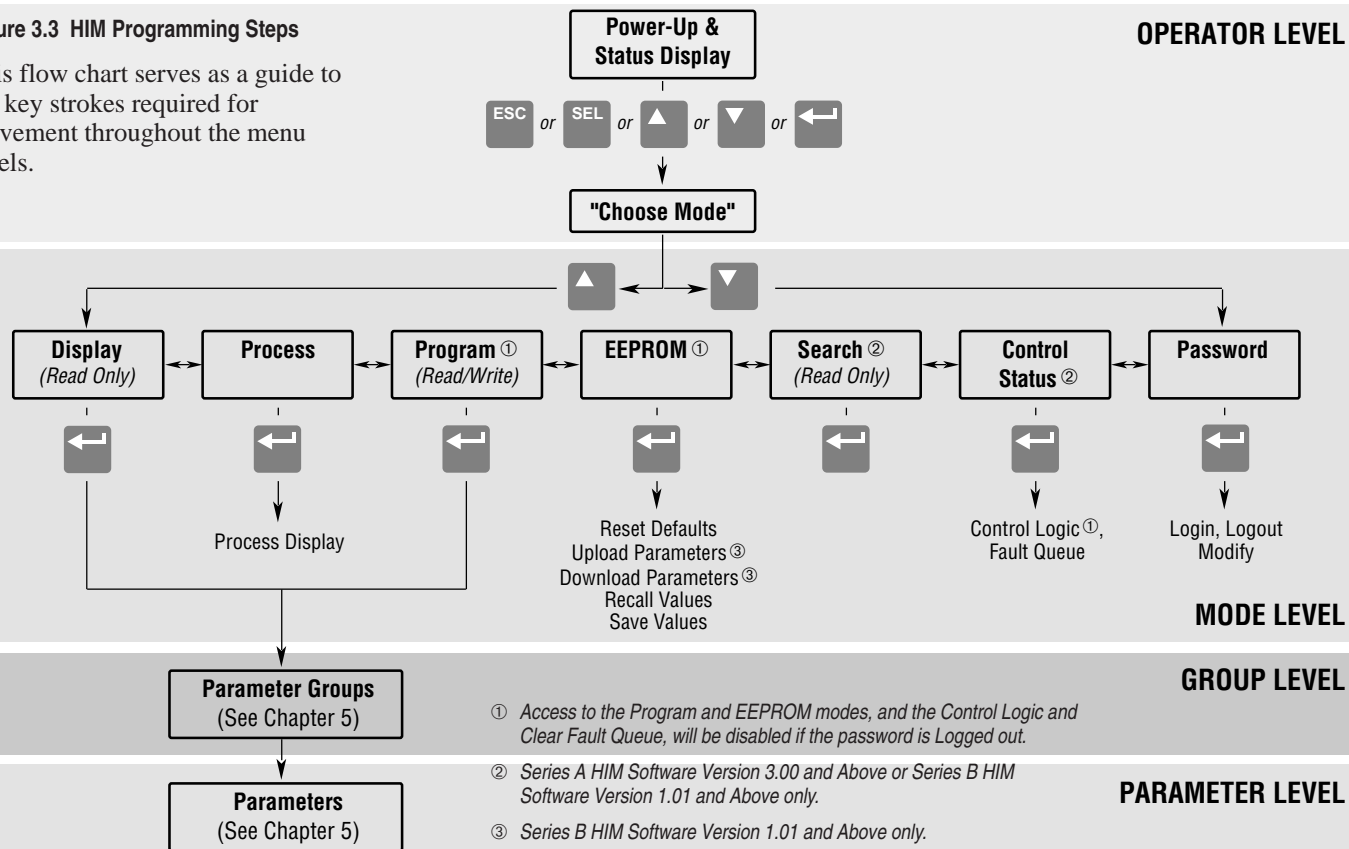 ure 3.3 HIM Programming Steps
is flow chart serves as a guide to
key strokes required for
vement throughout the menu
els.
OPERATOR LEVEL
Power-Up &
Status Display
ESC or SEL or or or
"Choose Mode"
Display
(Read Only)
Process
Program ①
(Read/Write)
EEPROM ①
Search ②
(Read Only)
Control
Status ②
Password
Process Display
Reset Defaults
Upload Parameters ③
Download Parameters ③
Recall Values
Save Values
Control Logic ①,
Fault Queue
Login, Logout
Modify
MODE LEVEL
GROUP LEVEL
Parameter Groups
(See Chapter 5)
① Access to the Program and EEPROM modes, and the Control Logic and
Clear Fault Queue, will be disabled if the password is Logged out.
② Series A HIM Software Version 3.00 and Above or Series B HIM
Software Version 1.01 and Above only.
③ Series B HIM Software Version 1.01 and Above only.
PARAMETER LEVEL
Parameters
(See Chapter 5)